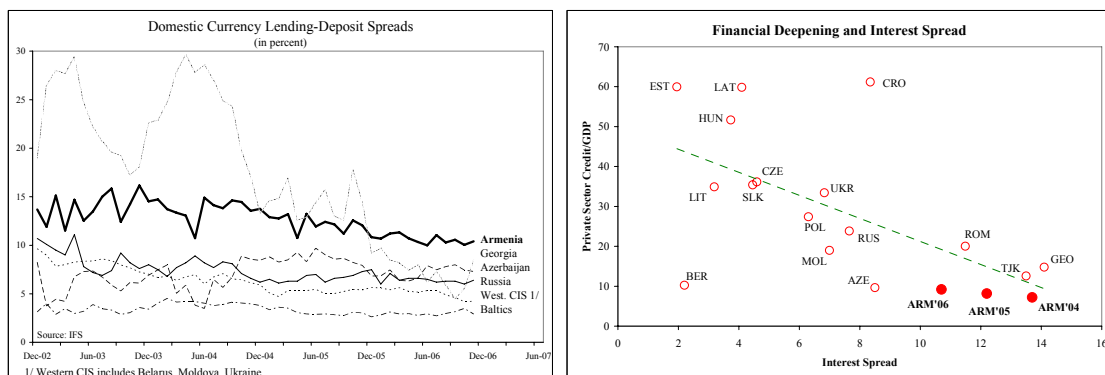 Domestic Currency Lending-Deposit Spreads
(in percent)
30
25
20
15
10
5
0
Armenia
Georgia
Azerbaijan
Russia
West. CIS 1/
Baltics
Source: IFS
Dec-02 Jun-03 Dec-03 Jun-04 Dec-04 Jun-05 Dec-05 Jun-06 Dec-06 Jun-07
1/ Western CIS includes Belarus, Moldova, Ukraine
Financial Deepening and Interest Spread
Private Sector Credit/GDP
70
60
50
40
30
20
10
0
EST
LAT
CRO
HUN
CZE
LIT
SLK
UKR
POL
RUS
ROM
MOL
TJK
GEO
BER
AZE
ARM'06
ARM'05
ARM'04
0 2 4 6 8 10 12 14 16
Interest Spread